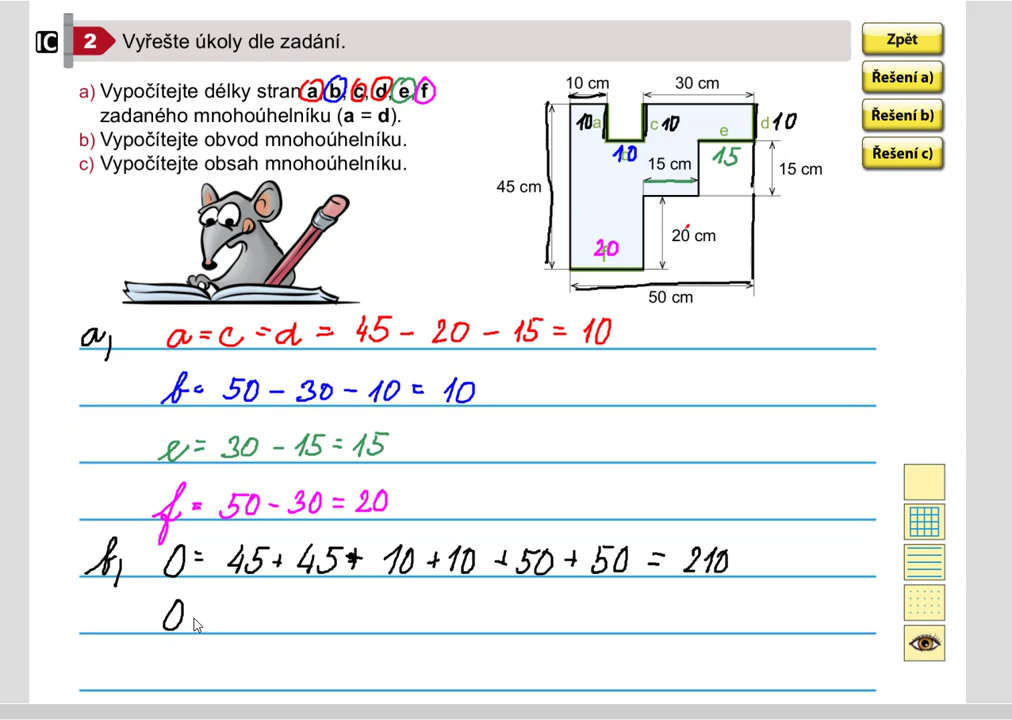 IC 2 Vyřešte úkoly dle zadání.
Zpět
Řešení a)
Řešení b)
Řešení c)
a) Vypočítejte délky stran a, b, c, d, e, f
zadaného mnohoúhelníku (a = d).
b) Vypočítejte obvod mnohoúhelníku.
c) Vypočítejte obsah mnohoúhelníku.
10 cm 30 cm
10 a c 10 e d 10
10 15 cm 15 15 cm
45 cm
20 f 20 cm
50 cm
a, a = c = d = 45 - 20 - 15 = 10
b = 50 - 30 - 10 = 10
e = 30 - 15 = 15
f = 50 - 30 = 20
b, O = 45 + 45 + 10 + 10 + 50 + 50 = 210
O